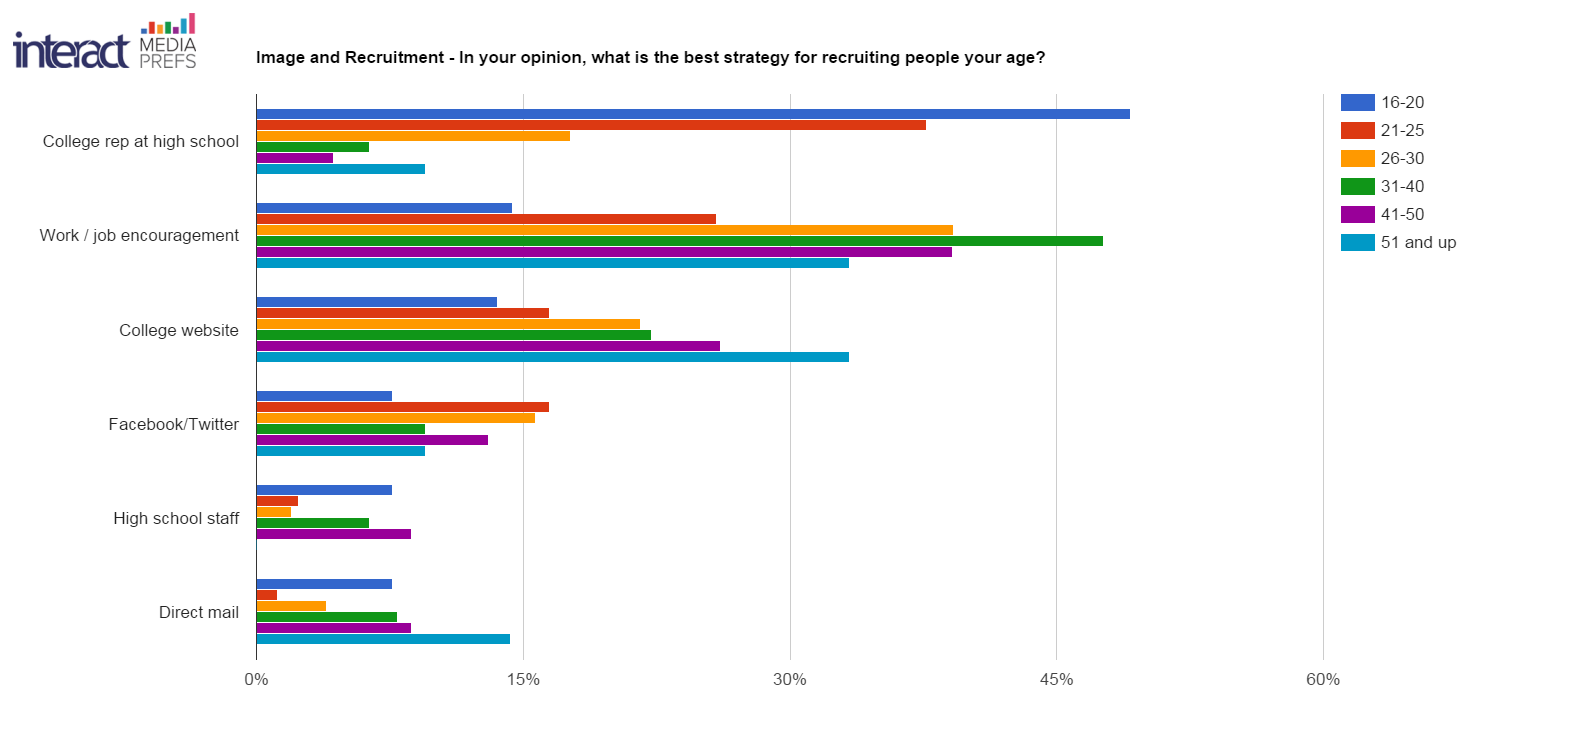 interact
MEDIA
PREFS
Image and Recruitment - In your opinion, what is the best strategy for recruiting people your age?
16-20
21-25
26-30
31-40
41-50
51 and up
College rep at high school
Work / job encouragement
College website
Facebook/Twitter
High school staff
Direct mail
0% 15% 30% 45% 60%